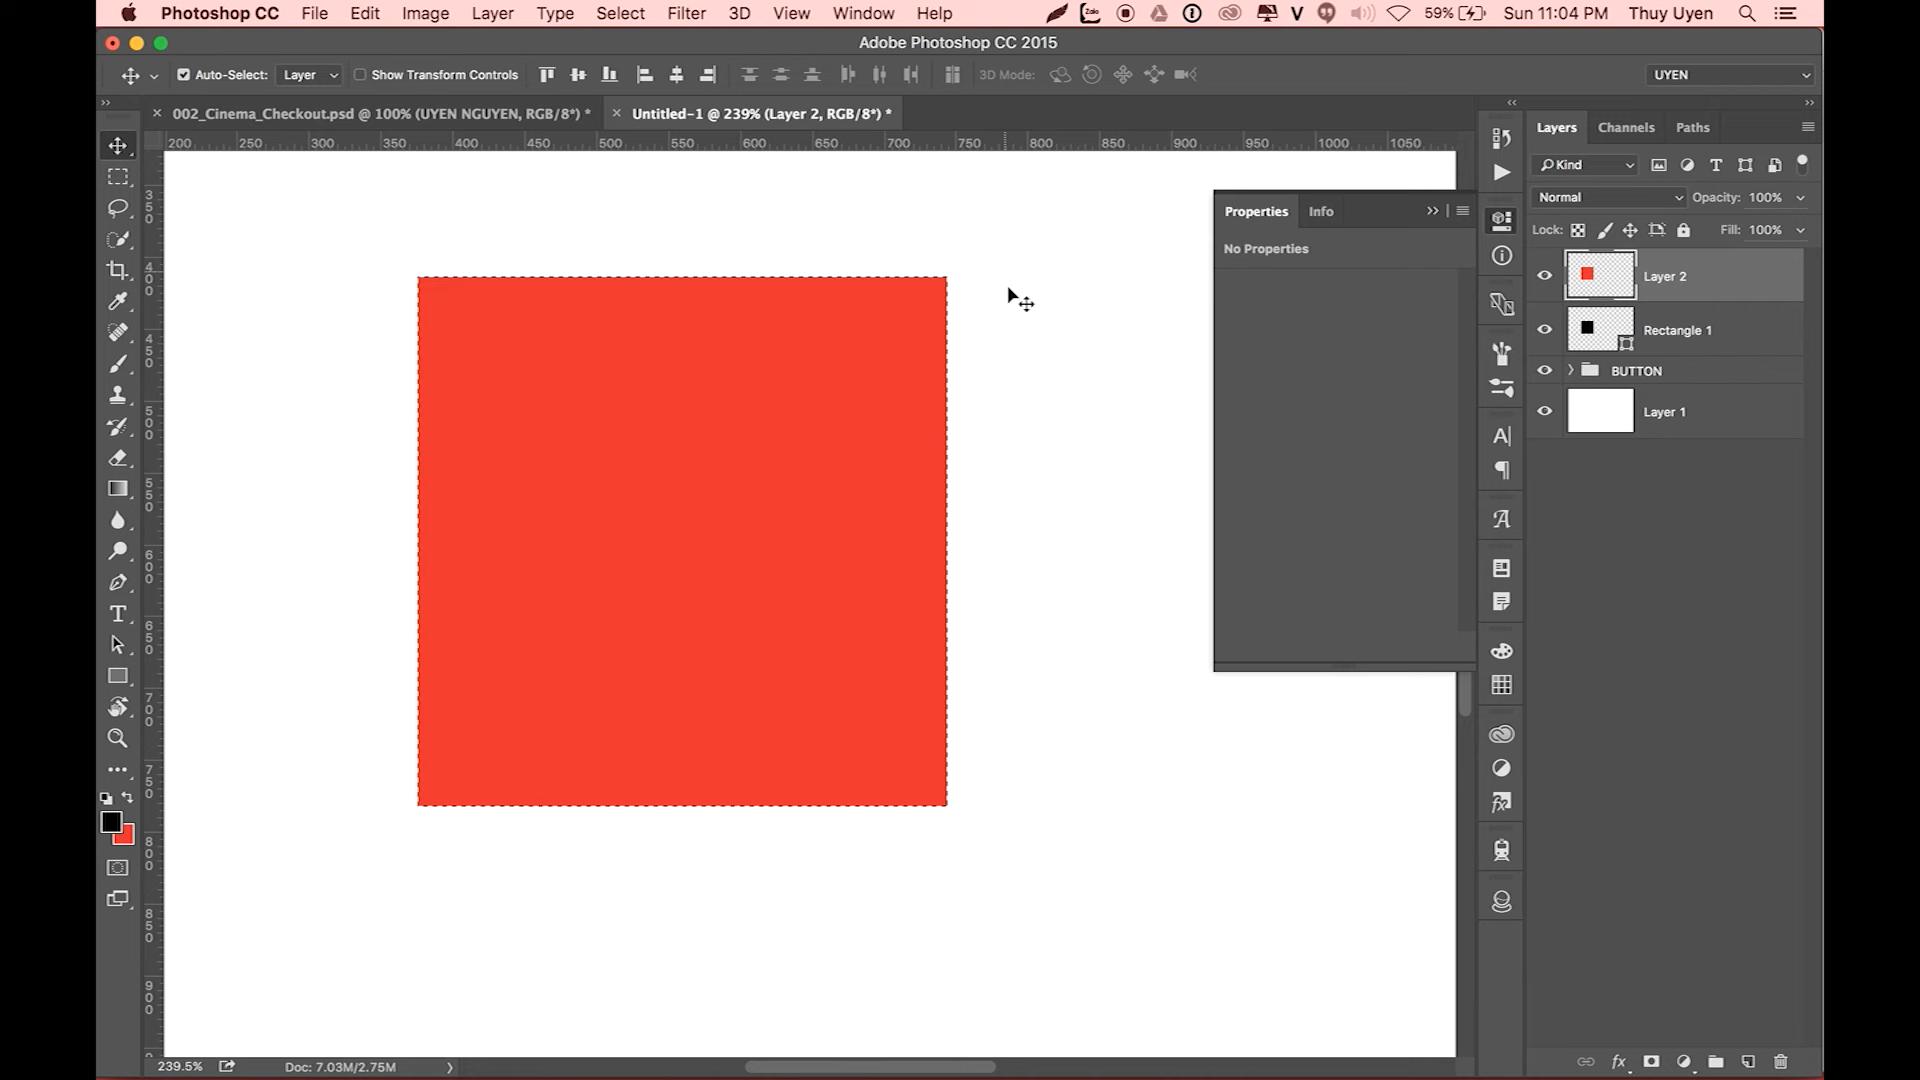 Photoshop CC File Edit Image Layer Type Select Filter 3D View Window Help Zalo V 59% Sun 11:04 PM Thuy Uyen
Adobe Photoshop CC 2015
Auto-Select: Layer Show Transform Controls 3D Mode: UYEN
002_Cinema_Checkout.psd @ 100% (UYEN NGUYEN, RGB/8*) * Untitled-1 @ 239% (Layer 2, RGB/8*) *
200 250 300 350 400 450 500 550 600 650 700 750 800 850 900 950 1000 1050
350
400
450
500
550
600
650
700
750
800
850
900
Properties Info
No Properties
Layers Channels Paths
Kind
Normal Opacity: 100%
Lock: Fill: 100%
Layer 2
Rectangle 1
BUTTON
Layer 1
239.5% Doc: 7.03M/2.75M
fx